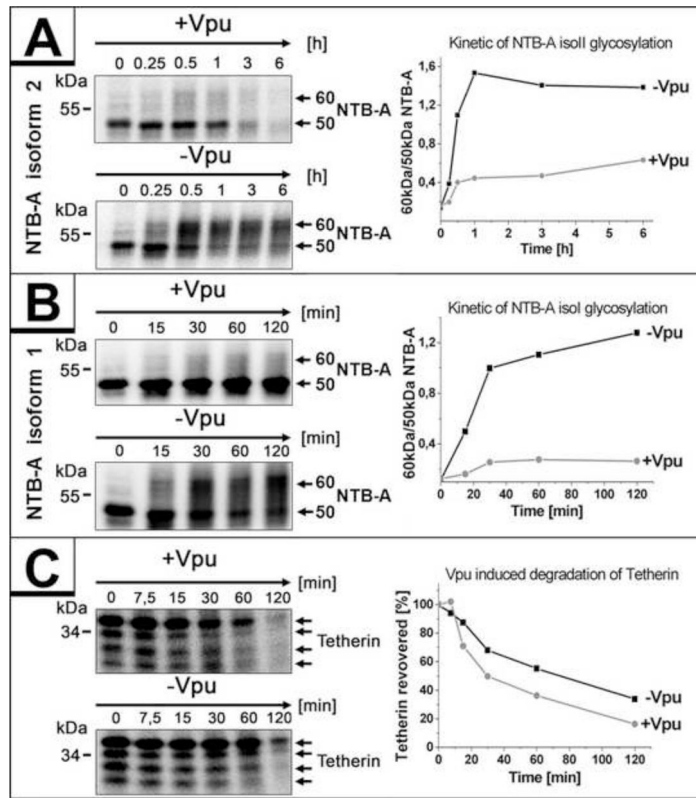 A
NTB-A isoform 2
+Vpu
[h]
0 0.25 0.5 1 3 6
kDa
55
60
50
NTB-A
-Vpu
0 0.25 0.5 1 3 6 [h]
kDa
55
60
50
NTB-A
Kinetic of NTB-A isoII glycosylation
60kDa/50kDa NTB-A
1,6
1,2
0,8
0,4
-Vpu
+Vpu
0 1 2 3 4 5 6
Time [h]
B
NTB-A isoform 1
+Vpu
[min]
0 15 30 60 120
kDa
55
60
50
NTB-A
-Vpu
0 15 30 60 120 [min]
kDa
55
60
50
NTB-A
Kinetic of NTB-A isoI glycosylation
60kDa/50kDa NTB-A
1,2
0,8
0,4
-Vpu
+Vpu
0 20 40 60 80 100 120
Time [min]
C
+Vpu
[min]
0 7,5 15 30 60 120
kDa
34
Tetherin
-Vpu
[min]
0 7,5 15 30 60 120
kDa
34
Tetherin
Vpu induced degradation of Tetherin
Tetherin revovered [%]
100
80
60
40
20
0
-Vpu
+Vpu
0 20 40 60 80 100 120
Time [min]